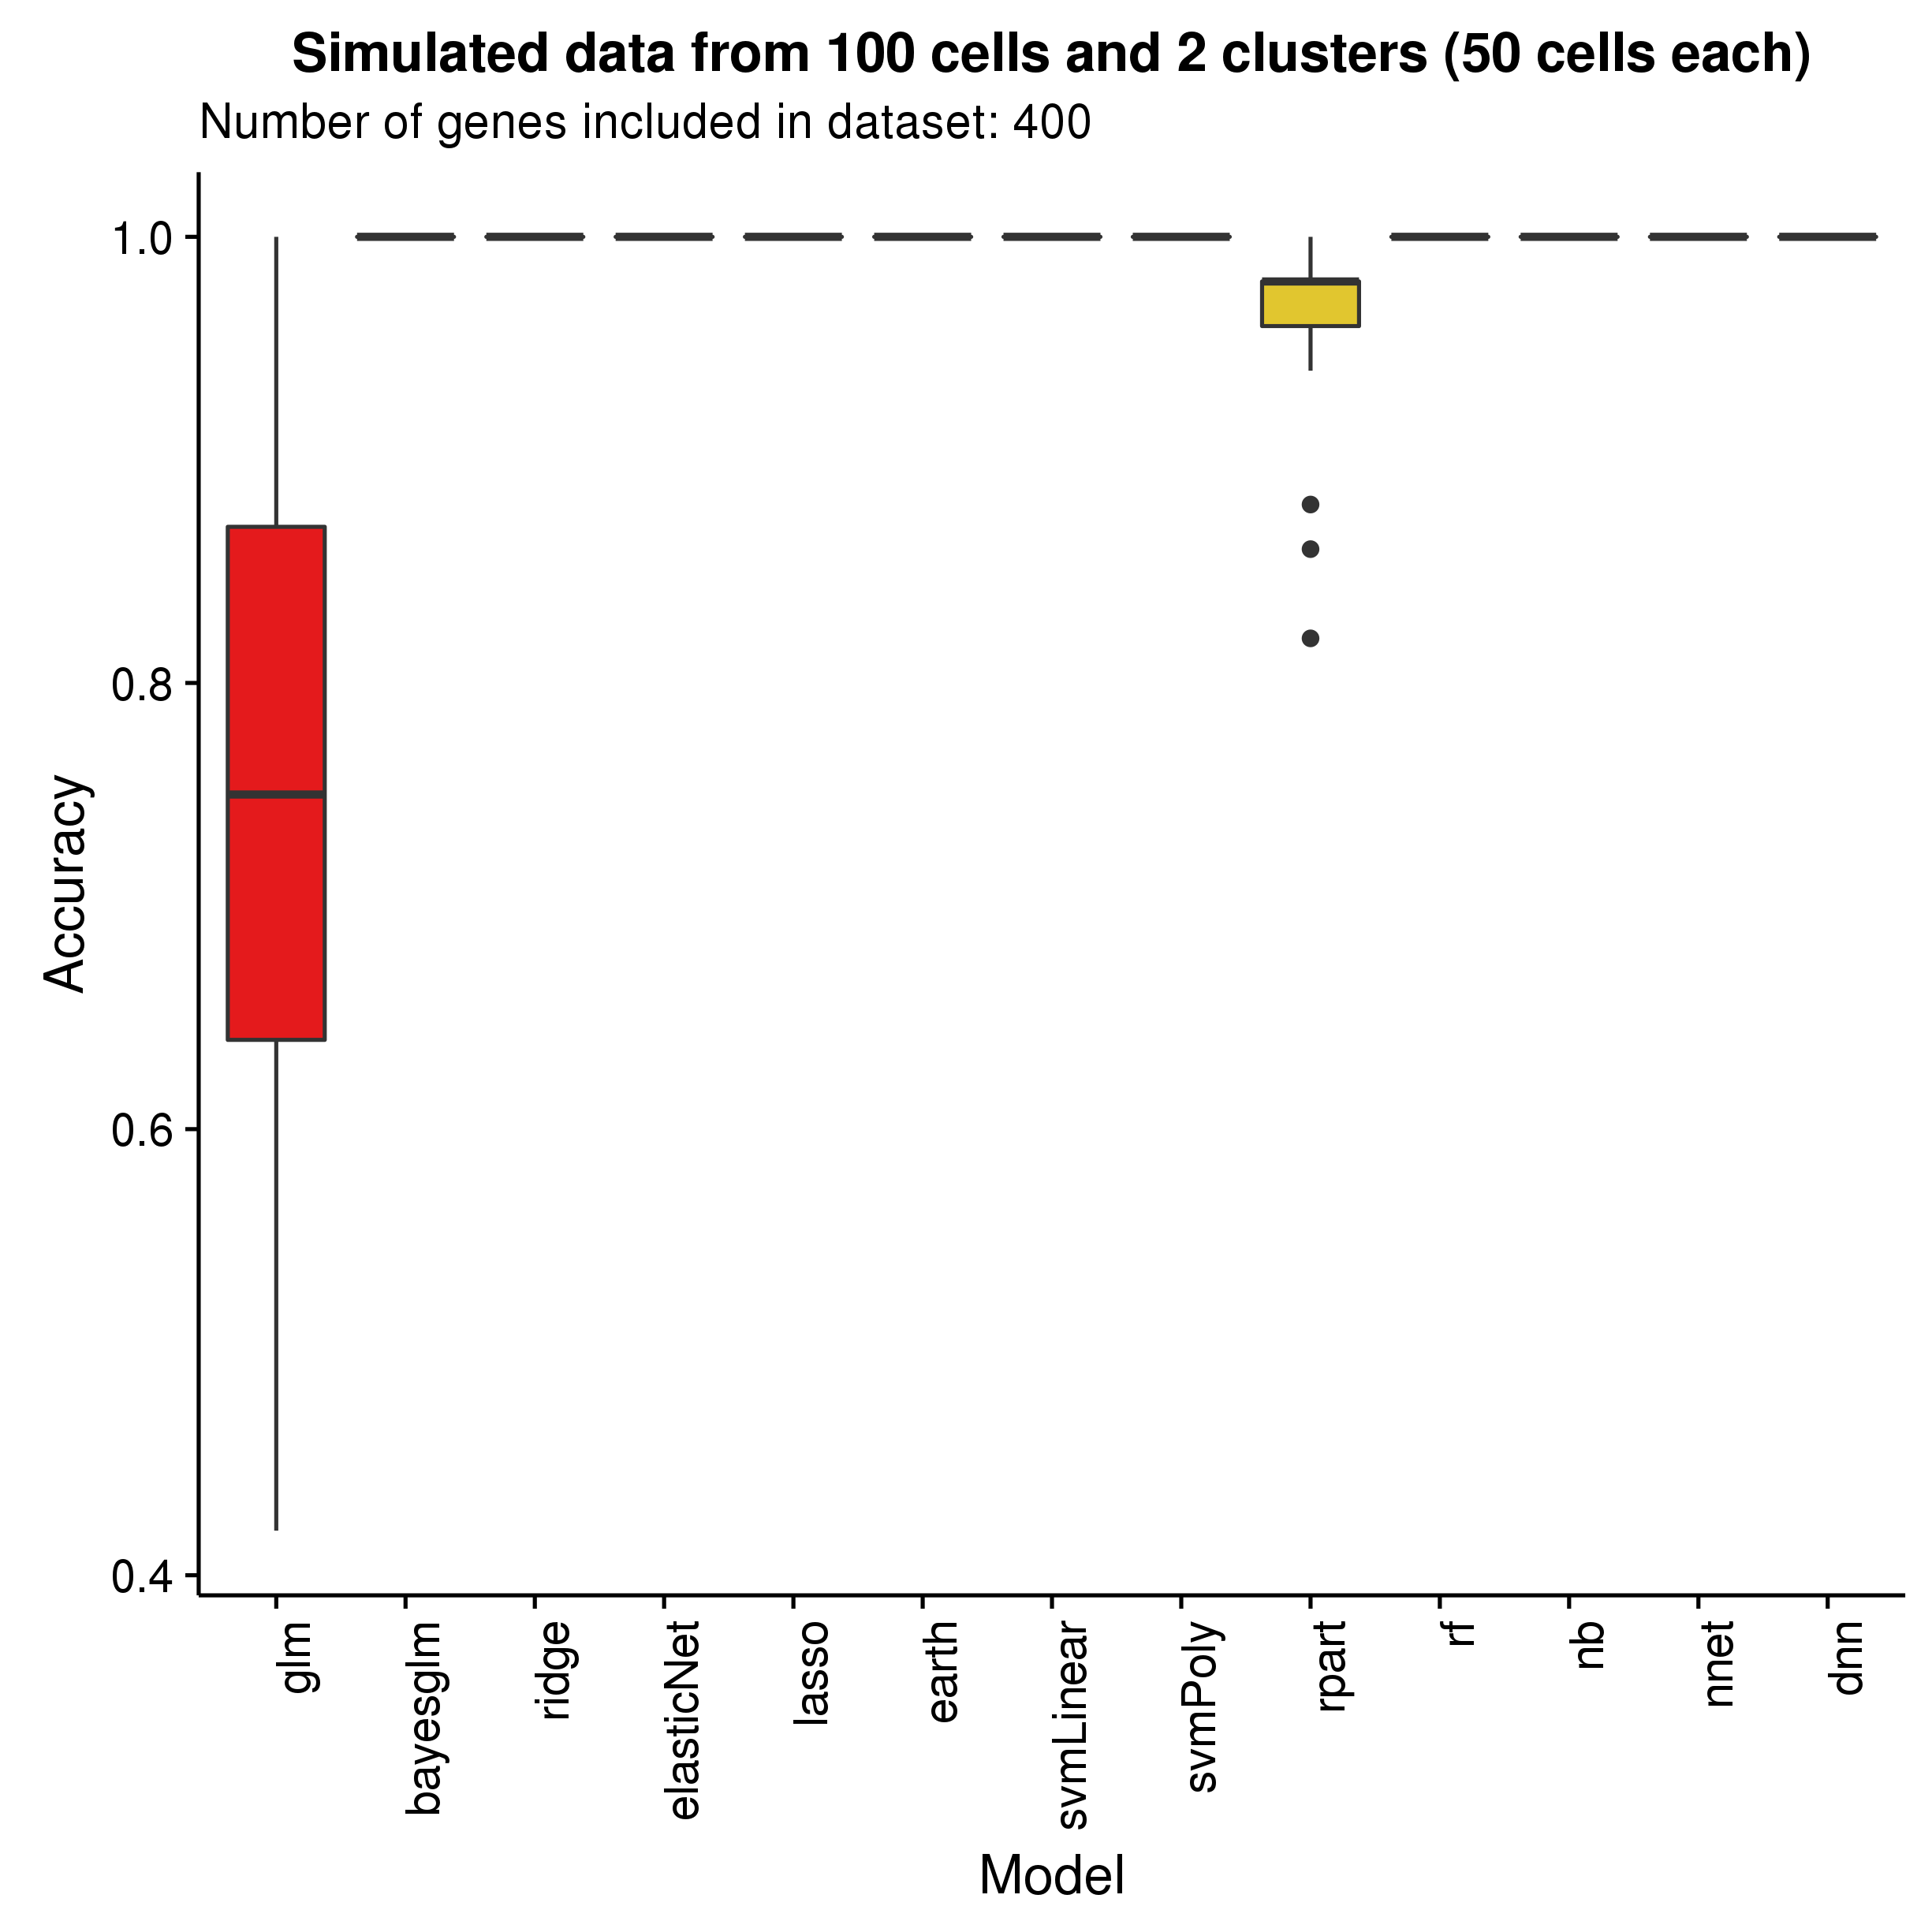 Simulated data from 100 cells and 2 clusters (50 cells each)
Number of genes included in dataset: 400
Accuracy
1.0
0.8
0.6
0.4
glm
bayesglm
ridge
elasticNet
lasso
earth
svmLinear
svmPoly
rpart
rf
nb
nnet
dnn
Model